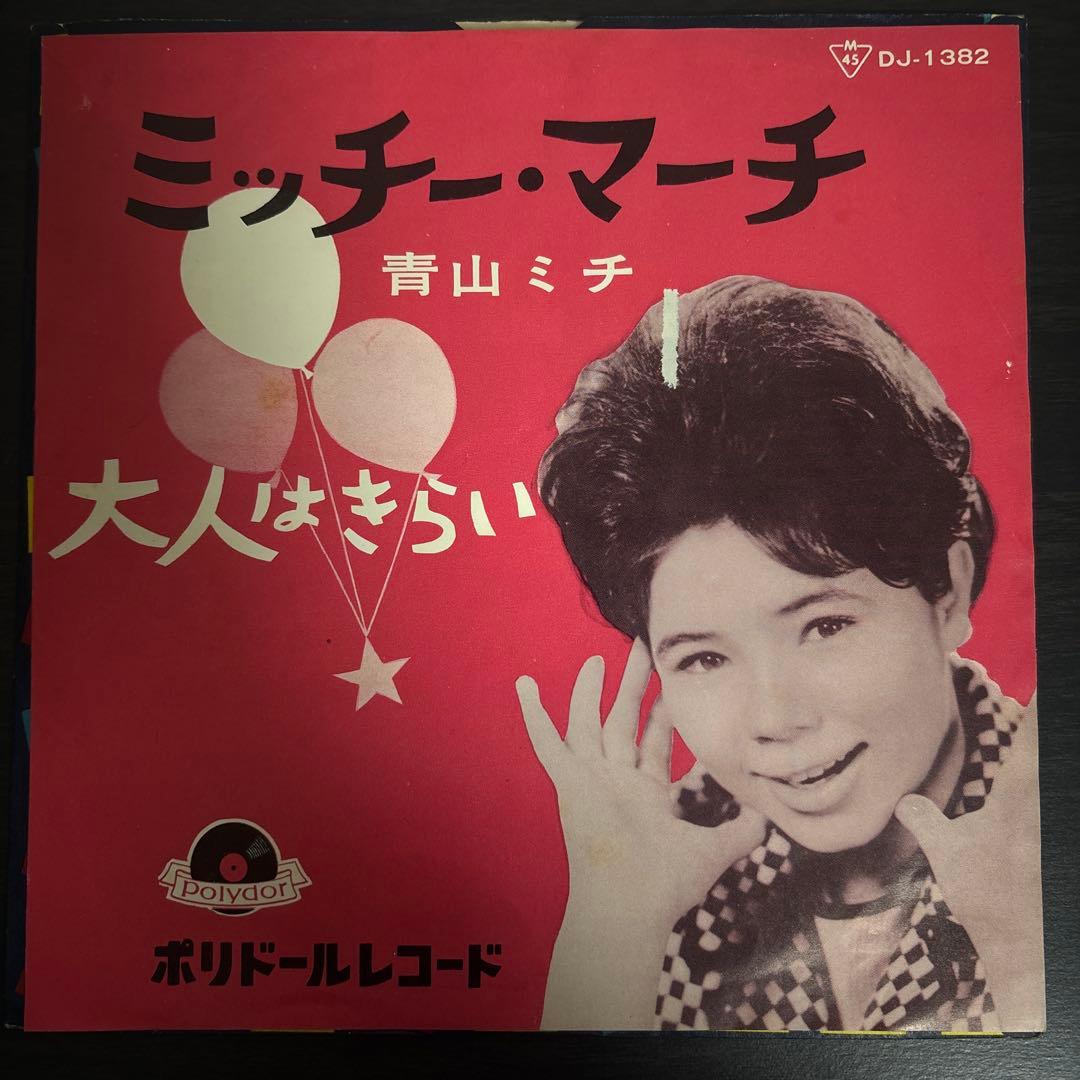 M
45 DJ-1382
ミッチー・マーチ
青山ミチ
大人はきらい
Polydor
ポリドールレコード